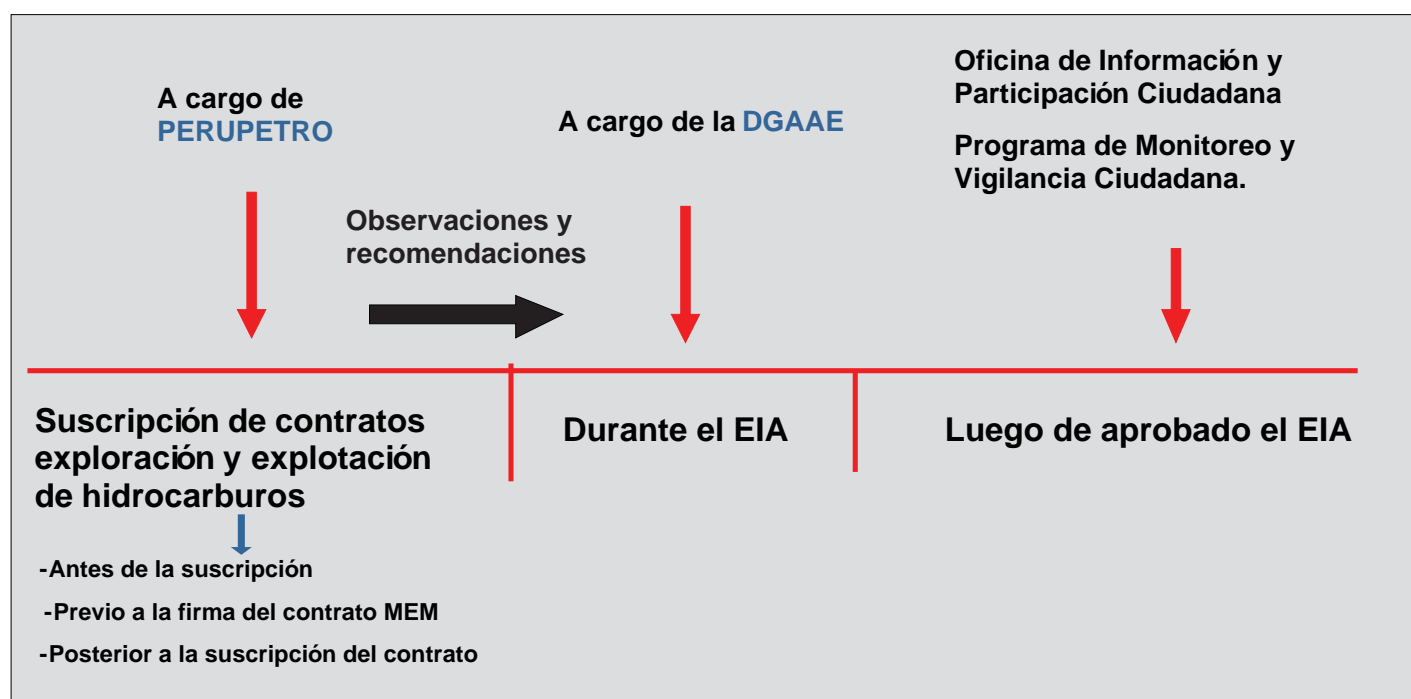 A cargo de
PERUPETRO
Observaciones y
recomendaciones
A cargo de la DGAAE
Oficina de Información y
Participación Ciudadana
Programa de Monitoreo y
Vigilancia Ciudadana.
Suscripción de contratos
exploración y explotación
de hidrocarburos
-Antes de la suscripción
-Previo a la firma del contrato MEM
-Posterior a la suscripción del contrato
Durante el EIA
Luego de aprobado el EIA